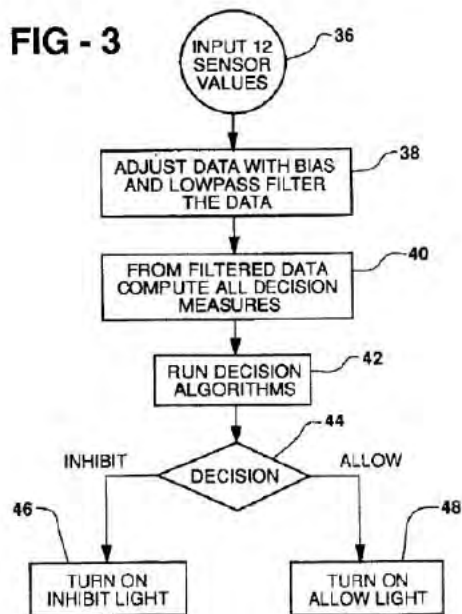 FIG - 3
INPUT 12
SENSOR
VALUES
36
ADJUST DATA WITH BIAS
AND LOWPASS FILTER
THE DATA
38
FROM FILTERED DATA
COMPUTE ALL DECISION
MEASURES
40
RUN DECISION
ALGORITHMS
42
DECISION
44
INHIBIT
ALLOW
46
TURN ON
INHIBIT LIGHT
48
TURN ON
ALLOW LIGHT